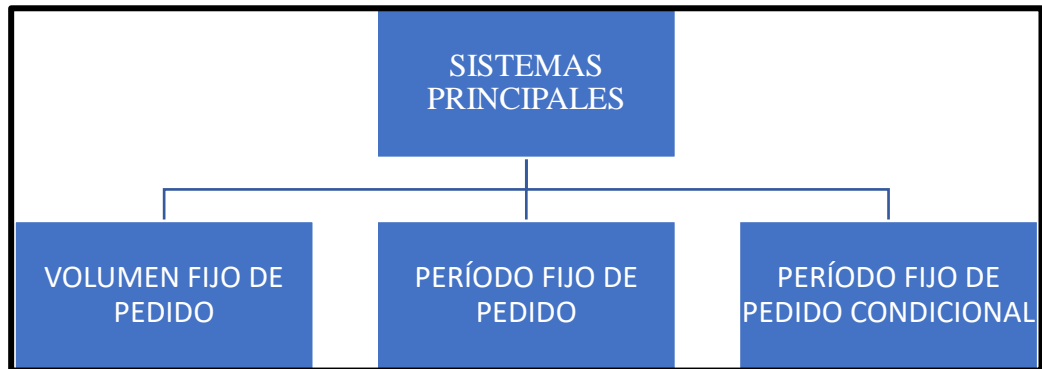 SISTEMAS
PRINCIPALES
VOLUMEN FIJO DE
PEDIDO
PERÍODO FIJO DE
PEDIDO
PERÍODO FIJO DE
PEDIDO CONDICIONAL